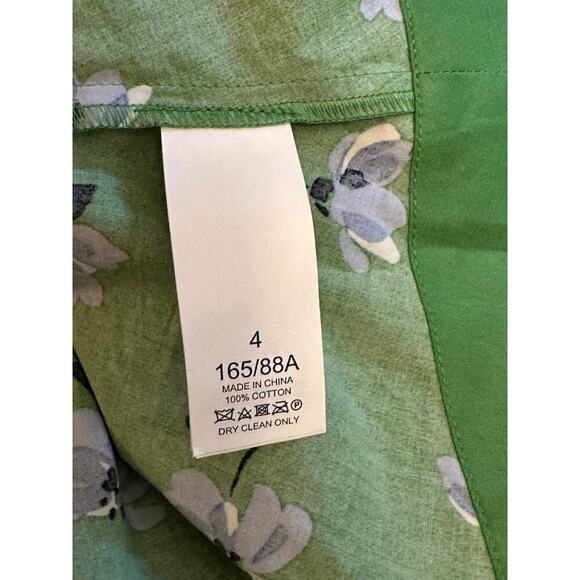 4
165/88A
MADE IN CHINA
100% COTTON
P
DRY CLEAN ONLY